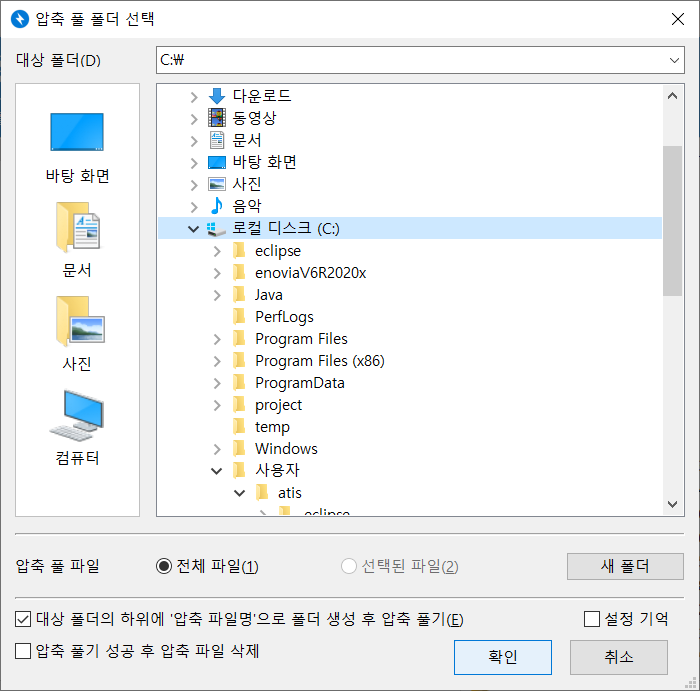 압축 풀 폴더 선택
대상 폴더(D)
C:₩
바탕 화면
문서
사진
컴퓨터
다운로드
동영상
문서
바탕 화면
사진
음악
로컬 디스크 (C:)
eclipse
enoviaV6R2020x
Java
PerfLogs
Program Files
Program Files (x86)
ProgramData
project
temp
Windows
사용자
atis
eclipse
압축 풀 파일
전체 파일(1)
선택된 파일(2)
새 폴더
대상 폴더의 하위에 '압축 파일명'으로 폴더 생성 후 압축 풀기(E)
설정 기억
압축 풀기 성공 후 압축 파일 삭제
확인
취소